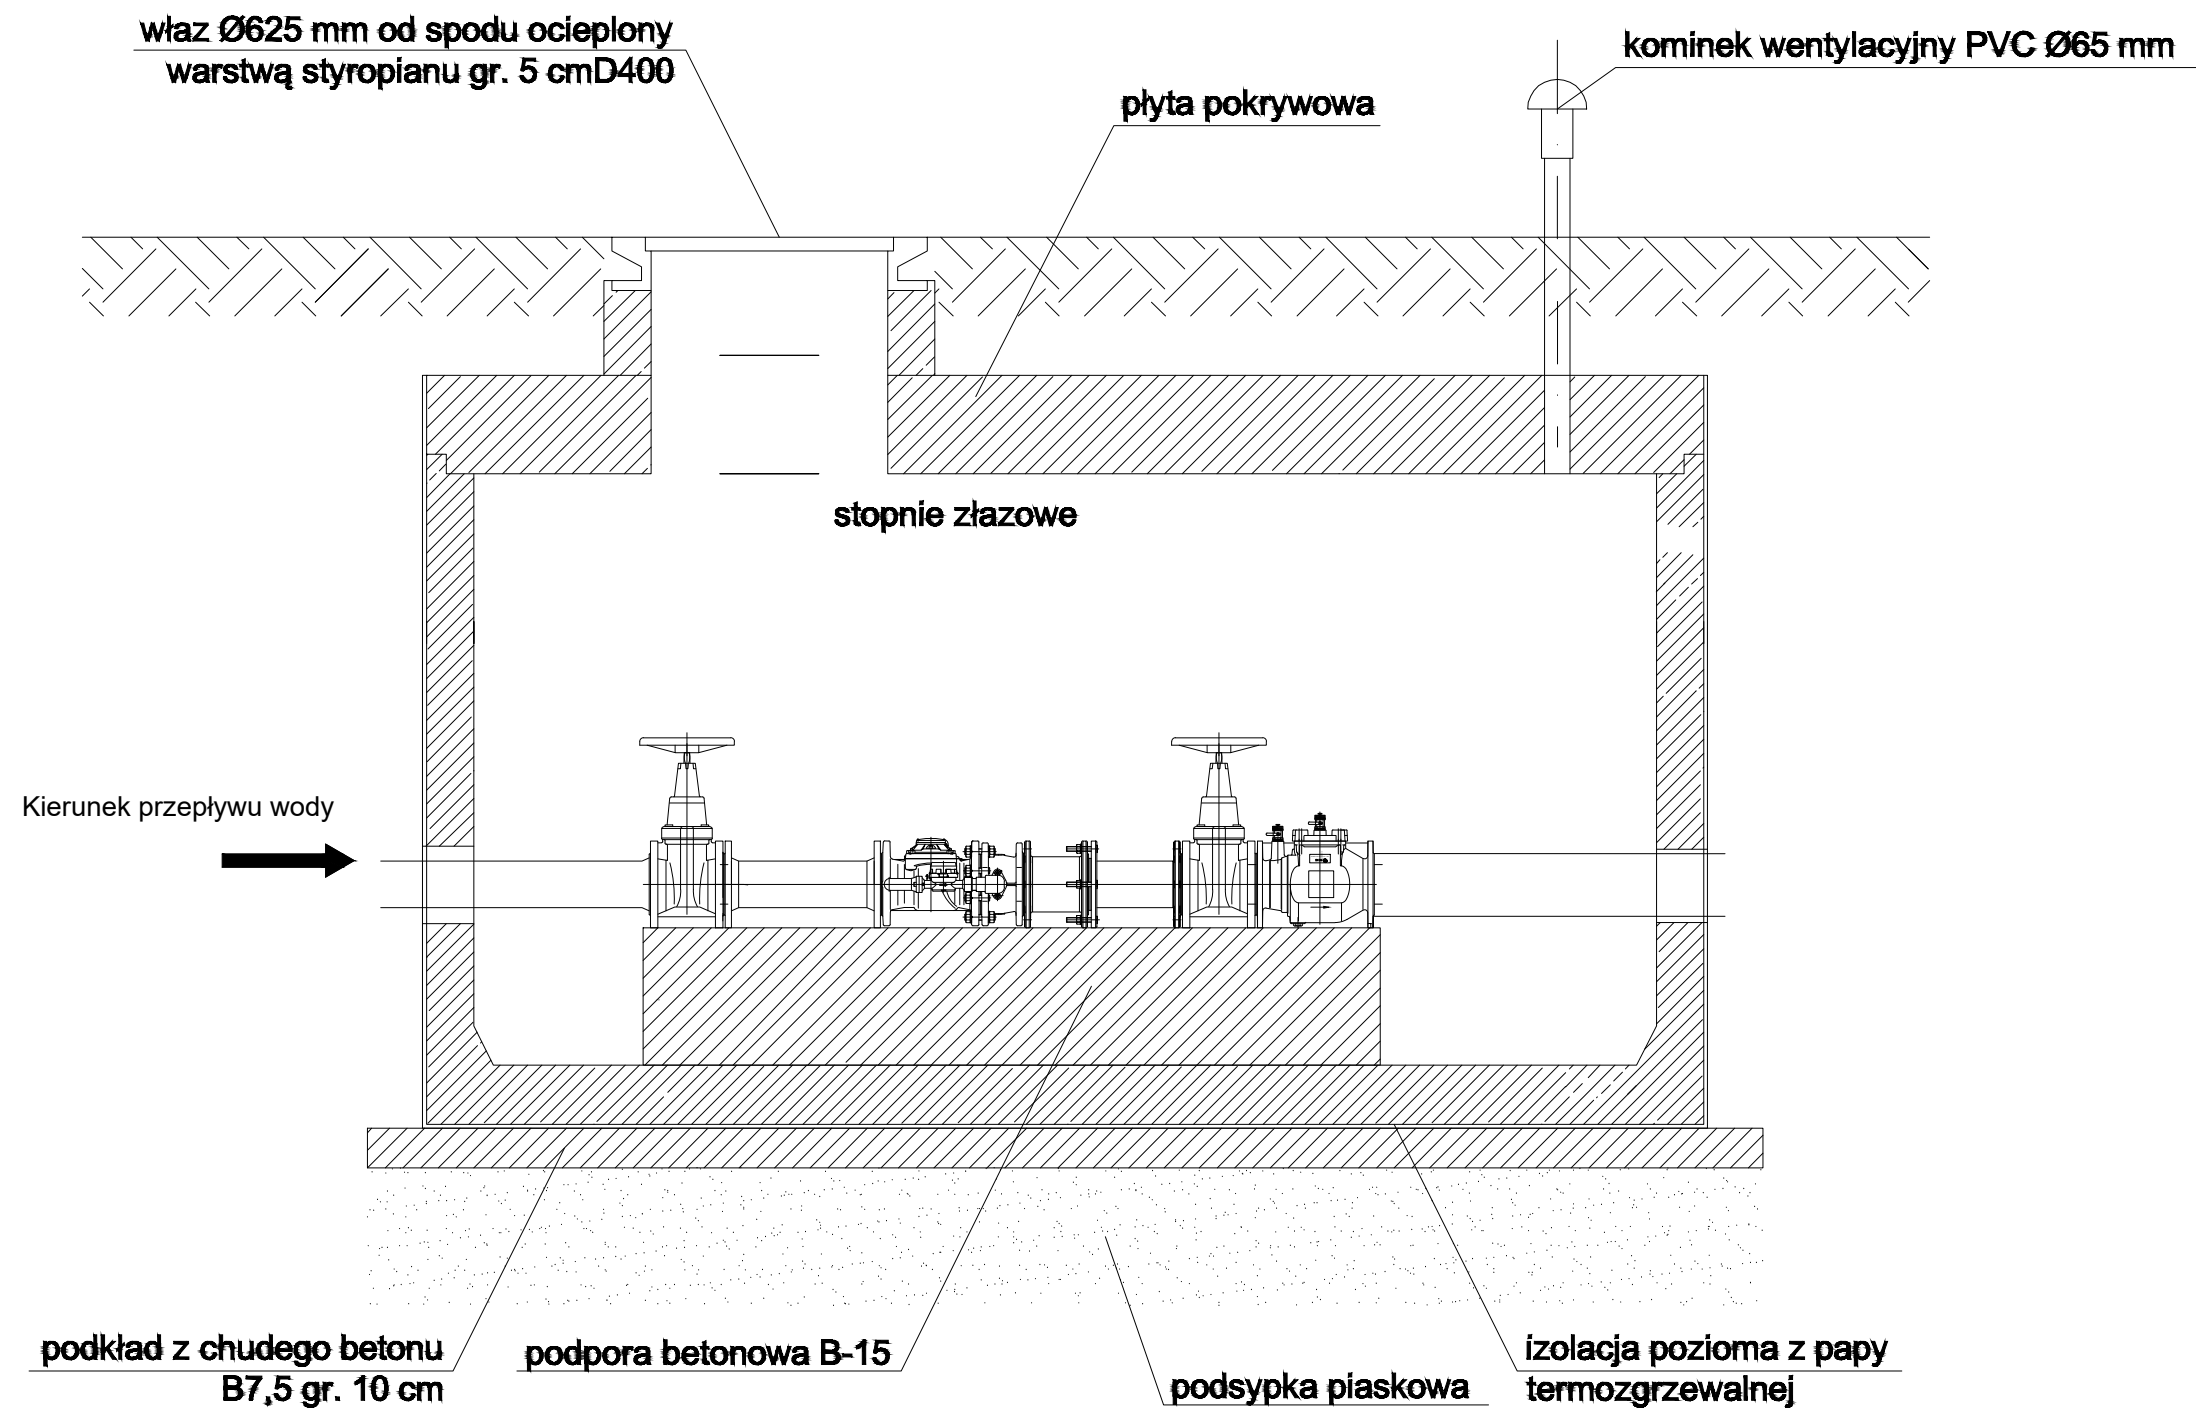 właz Ø625 mm od spodu ocieplony
warstwą styropianu gr. 5 cmD400
kominek wentylacyjny PVC Ø65 mm
płyta pokrywowa
stopnie złazowe
Kierunek przepływu wody
podkład z chudego betonu
B7,5 gr. 10 cm
podpora betonowa B-15
podsypka piaskowa
izolacja pozioma z papy
termozgrzewalnej